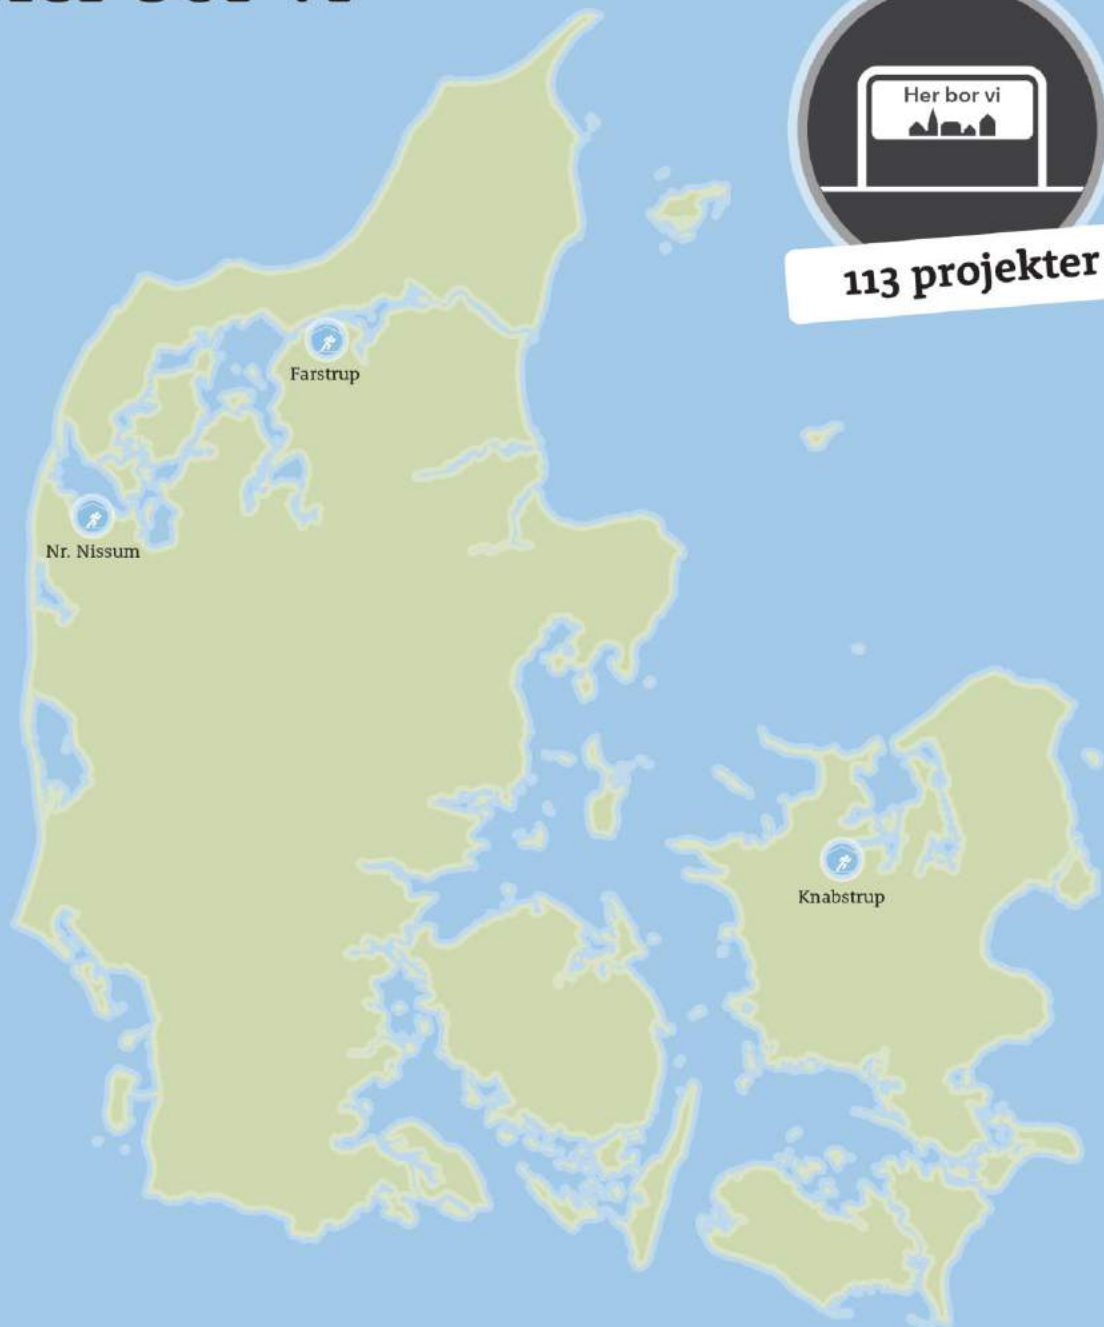 Her bor vi
113 projekter
Farstrup
Nr. Nissum
Knabstrup